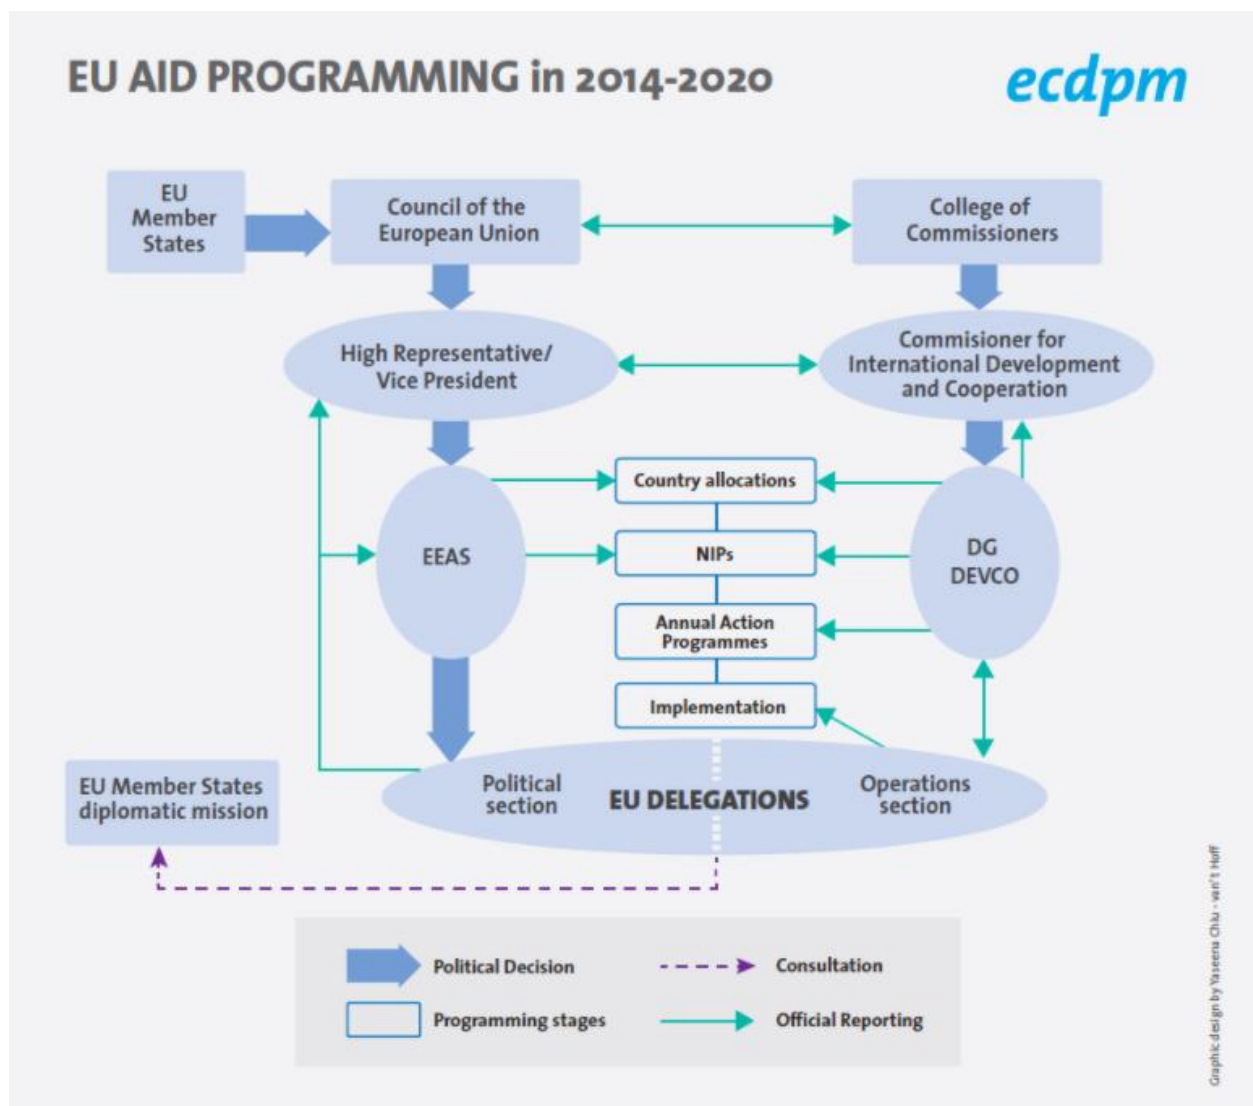 EU AID PROGRAMMING in 2014-2020
ecdpm
EU
Member
States
Council of the
European Union
College of
Commissioners
High Representative/
Vice President
Commisioner for
International Development
and Cooperation
Country allocations
EEAS
NIPs
DG
DEVCO
Annual Action
Programmes
Implementation
EU Member States
diplomatic mission
Political
section
EU DELEGATIONS
Operations
section
Political Decision
Consultation
Programming stages
Official Reporting
Graphic design by Yaseeru Chiu - van't Hoff